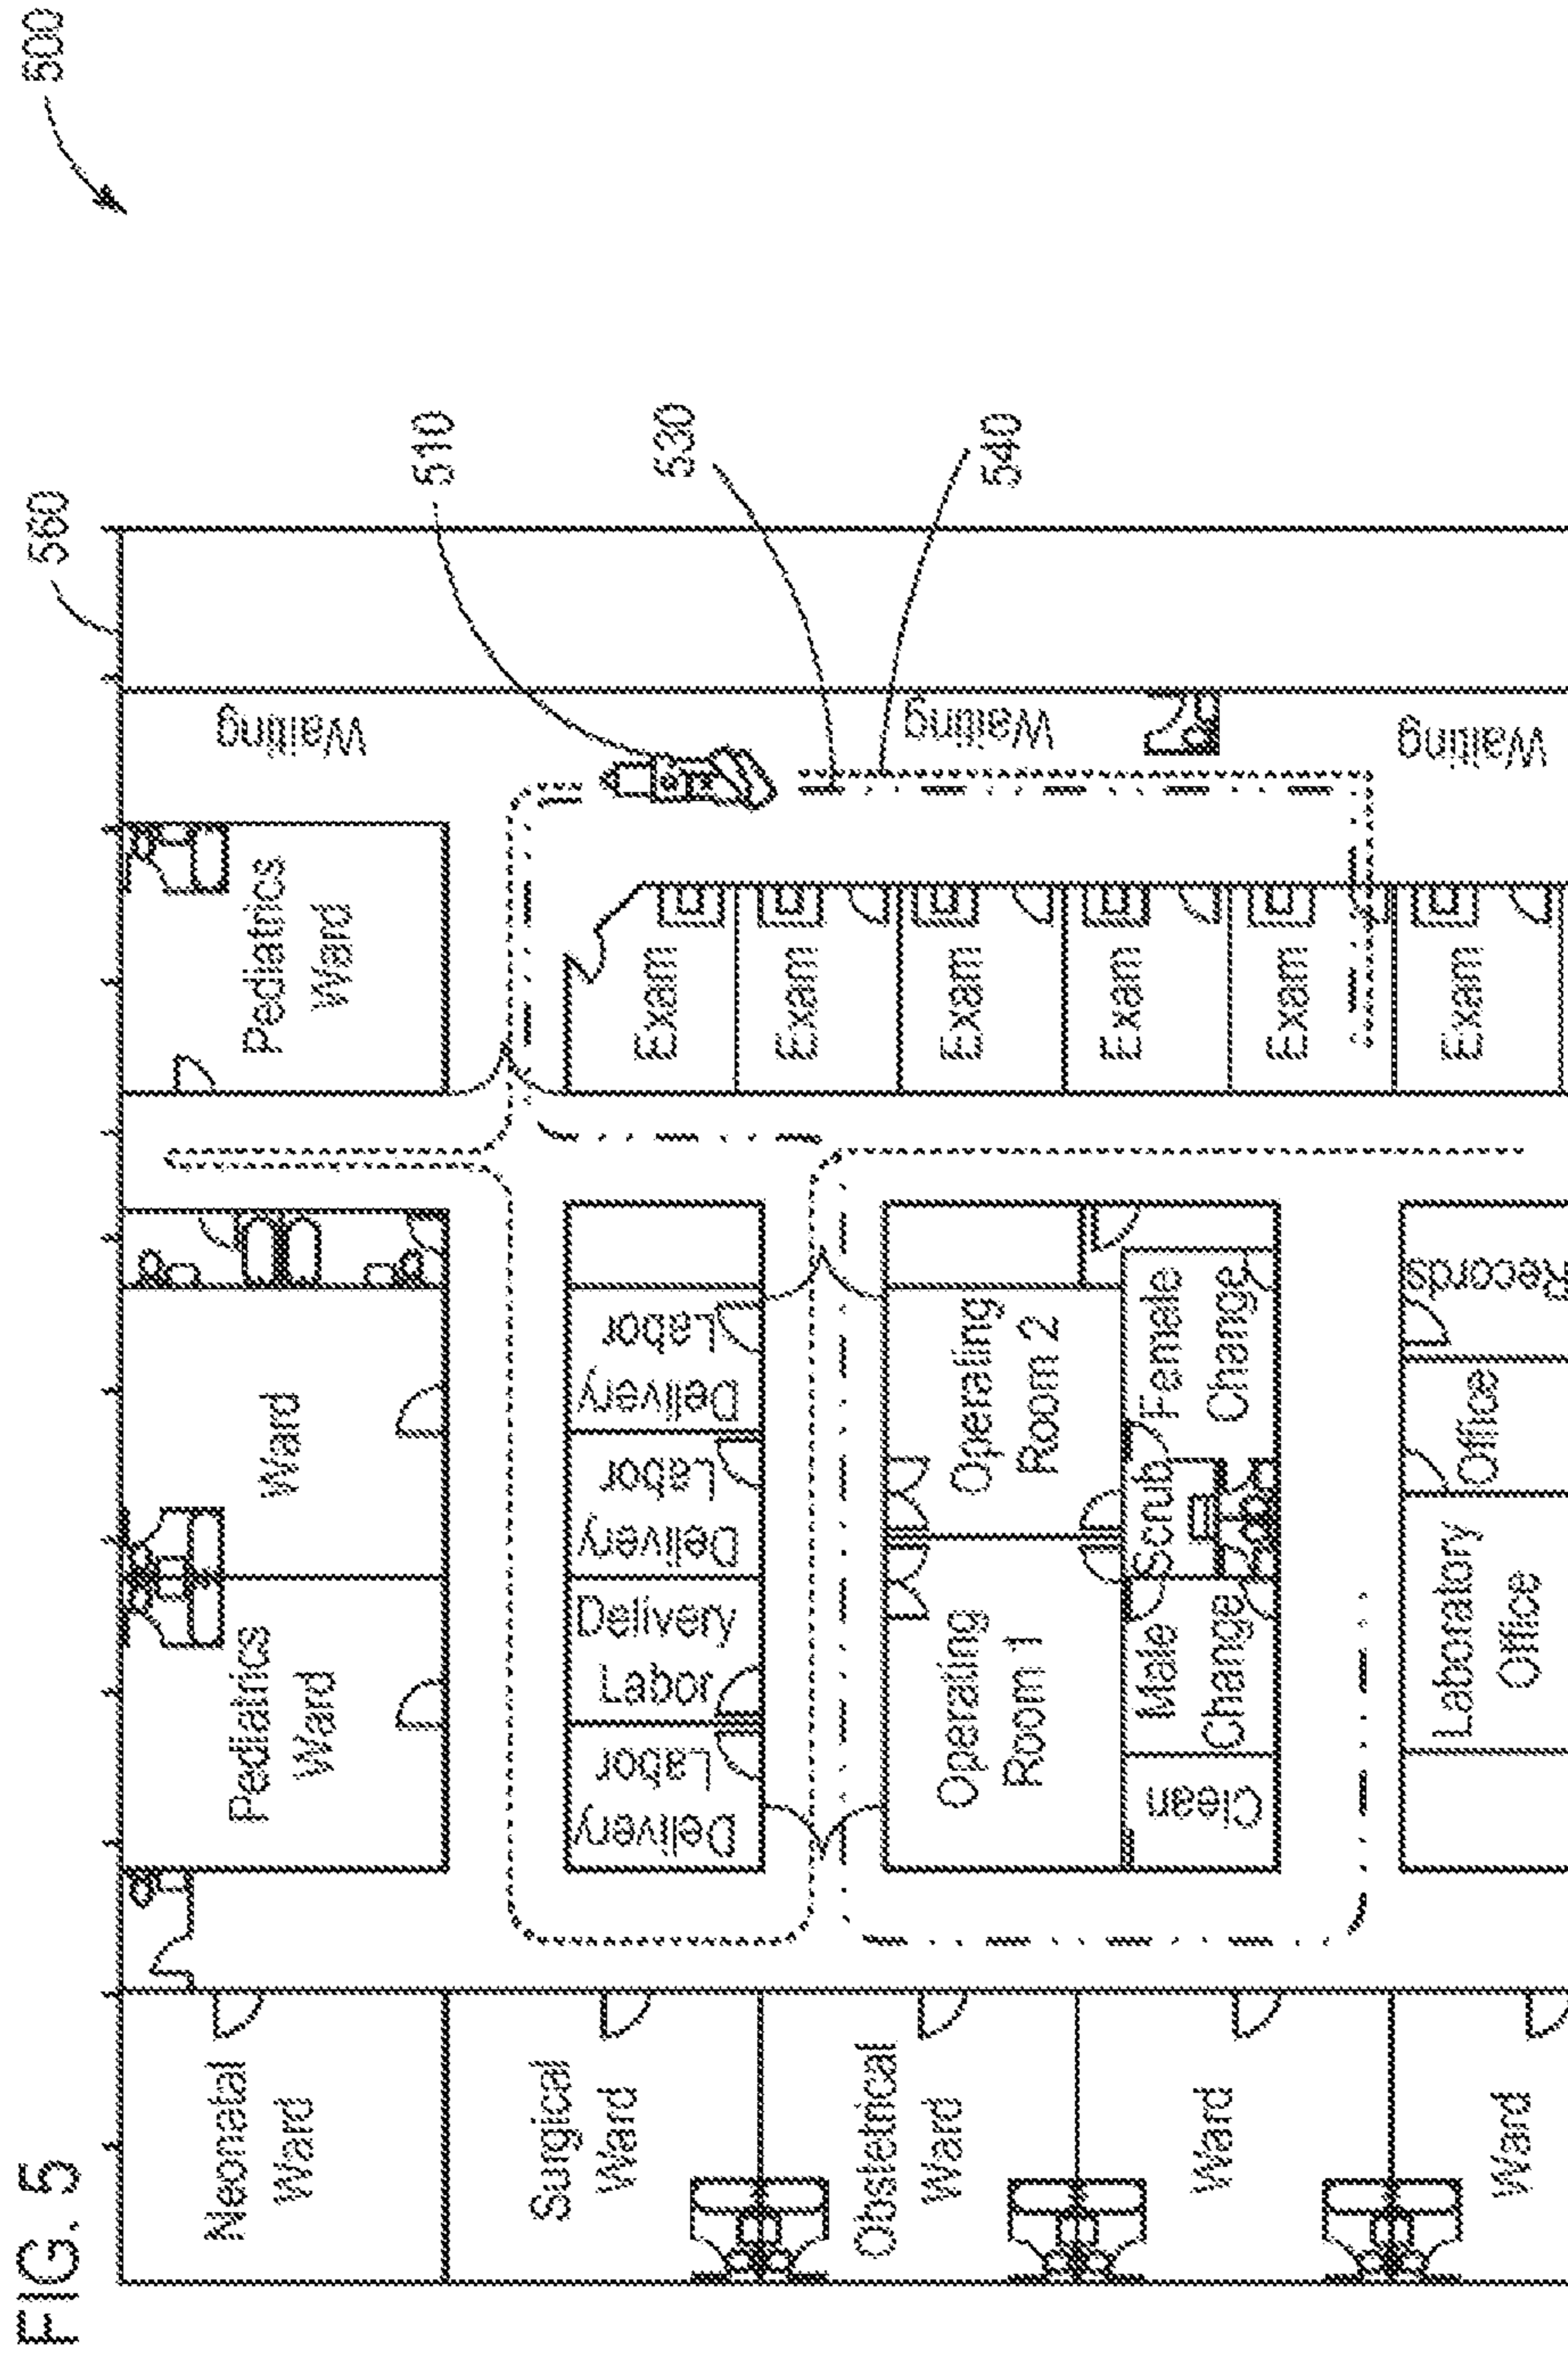 FIG. 5
500
560
510
530
540
Neonatal
Ward
Pediatrics
Ward
Ward
Pediatrics
Ward
Waiting
Surgical
Ward
Delivery
Labor
Delivery
Labor
Delivery
Labor
Delivery
Labor
Exam
Exam
Exam
Exam
Exam
Exam
Waiting
Obstetrical
Ward
Operating
Room 1
Operating
Room 2
Ward
Clean
Male
Change
Scrub
Female
Change
Waiting
Ward
Laboratory
Office
Office
Records